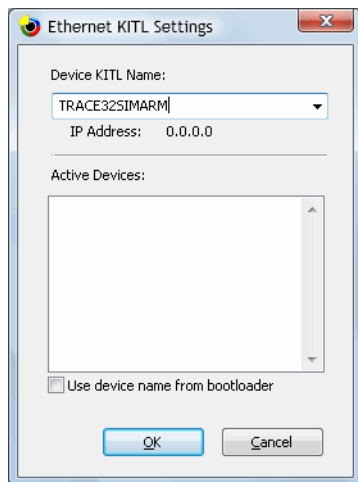 Ethernet KITL Settings
Device KITL Name:
TRACE32SIMARM
IP Address: 0.0.0.0
Active Devices:
Use device name from bootloader
OK Cancel